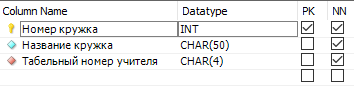 Column Name Datatype PK NN
Номер кружка INT
Название кружка CHAR(50)
Табельный номер учителя CHAR(4)